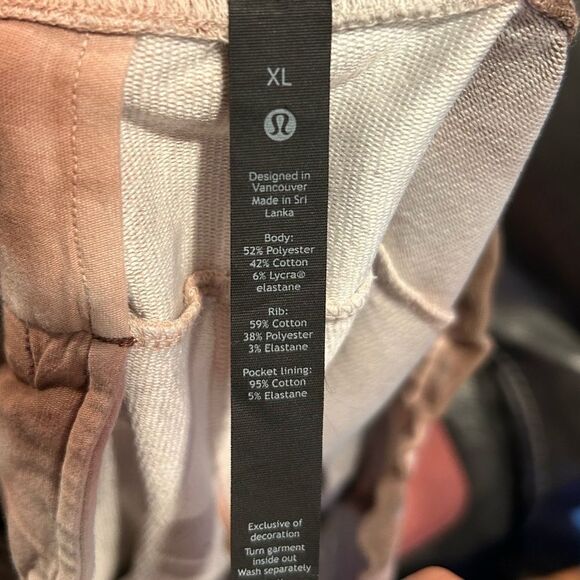 XL
Designed in
Vancouver
Made in Sri
Lanka
Body:
52% Polyester
42% Cotton
6% Lycra®
elastane
Rib:
59% Cotton
38% Polyester
3% Elastane
Pocket lining:
95% Cotton
5% Elastane
Exclusive of
decoration
Turn garment
inside out
Wash separately